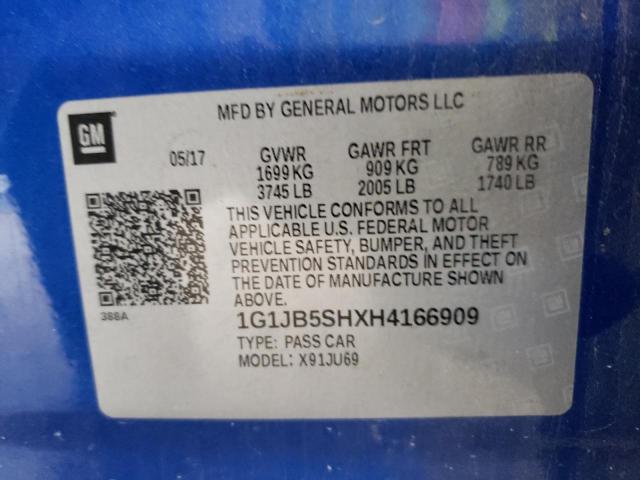 MFD BY GENERAL MOTORS LLC
GM
05/17 GVWR GAWR FRT GAWR RR
1699 KG 909 KG 789 KG
3745 LB 2005 LB 1740 LB
THIS VEHICLE CONFORMS TO ALL
APPLICABLE U.S. FEDERAL MOTOR
VEHICLE SAFETY, BUMPER, AND THEFT
PREVENTION STANDARDS IN EFFECT ON
THE DATE OF MANUFACTURE SHOWN
ABOVE.
388A
1G1JB5SHXH4166909
TYPE: PASS CAR
MODEL: X91JU69